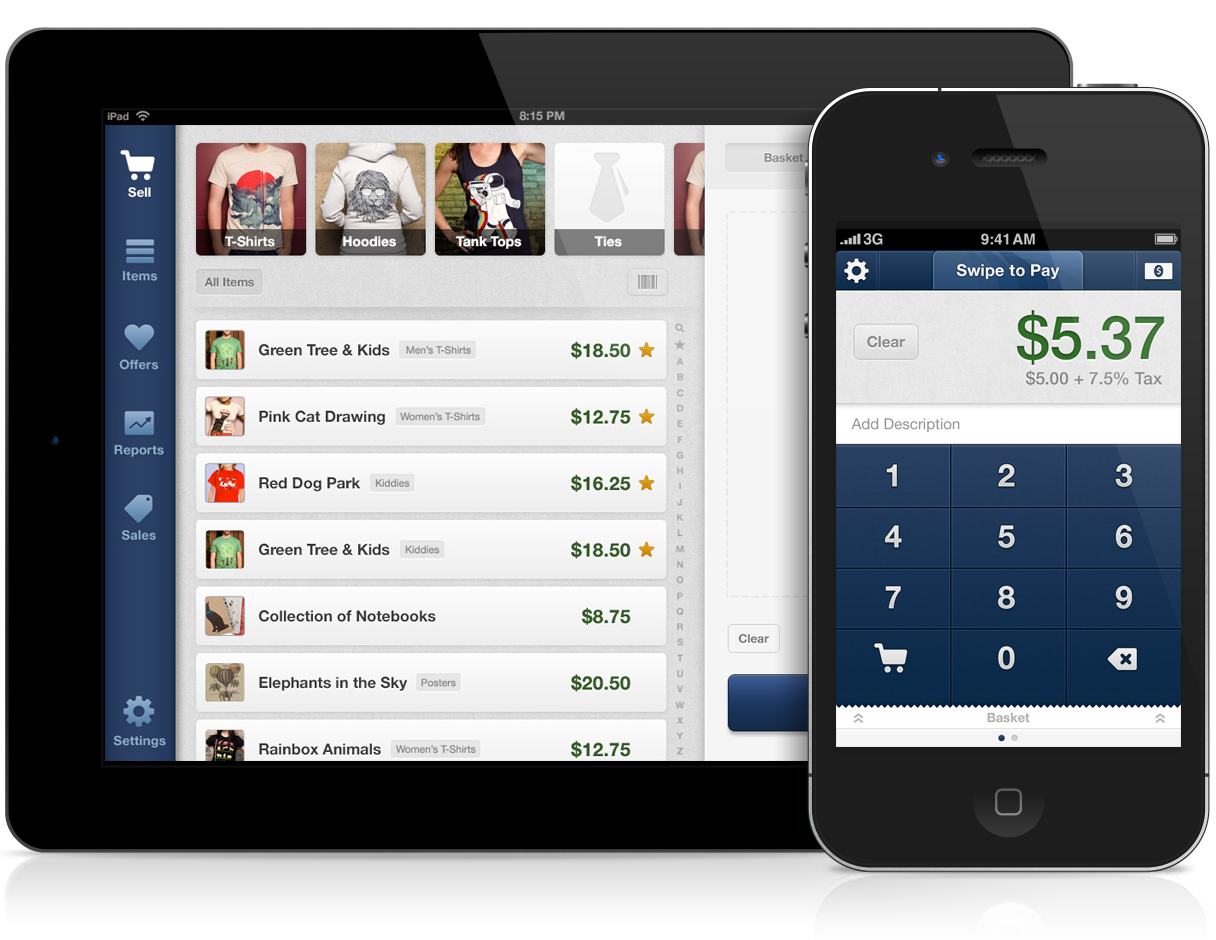 iPad
8:15 PM
Sell
Items
Offers
Reports
Sales
Settings
T-Shirts
Hoodies
Tank Tops
Ties
All Items
Green Tree & Kids Men's T-Shirts $18.50
Pink Cat Drawing Women's T-Shirts $12.75
Red Dog Park Kiddies $16.25
Green Tree & Kids Kiddies $18.50
Collection of Notebooks $8.75
Elephants in the Sky Posters $20.50
Rainbox Animals Women's T-Shirts $12.75
A
B
C
D
E
F
G
H
I
J
K
L
M
N
O
P
Q
R
S
T
U
V
W
X
Y
Z
Basket
Clear
3G 9:41 AM
Swipe to Pay
$
Clear
$5.37
$5.00 + 7.5% Tax
Add Description
1 2 3
4 5 6
7 8 9
0
Basket